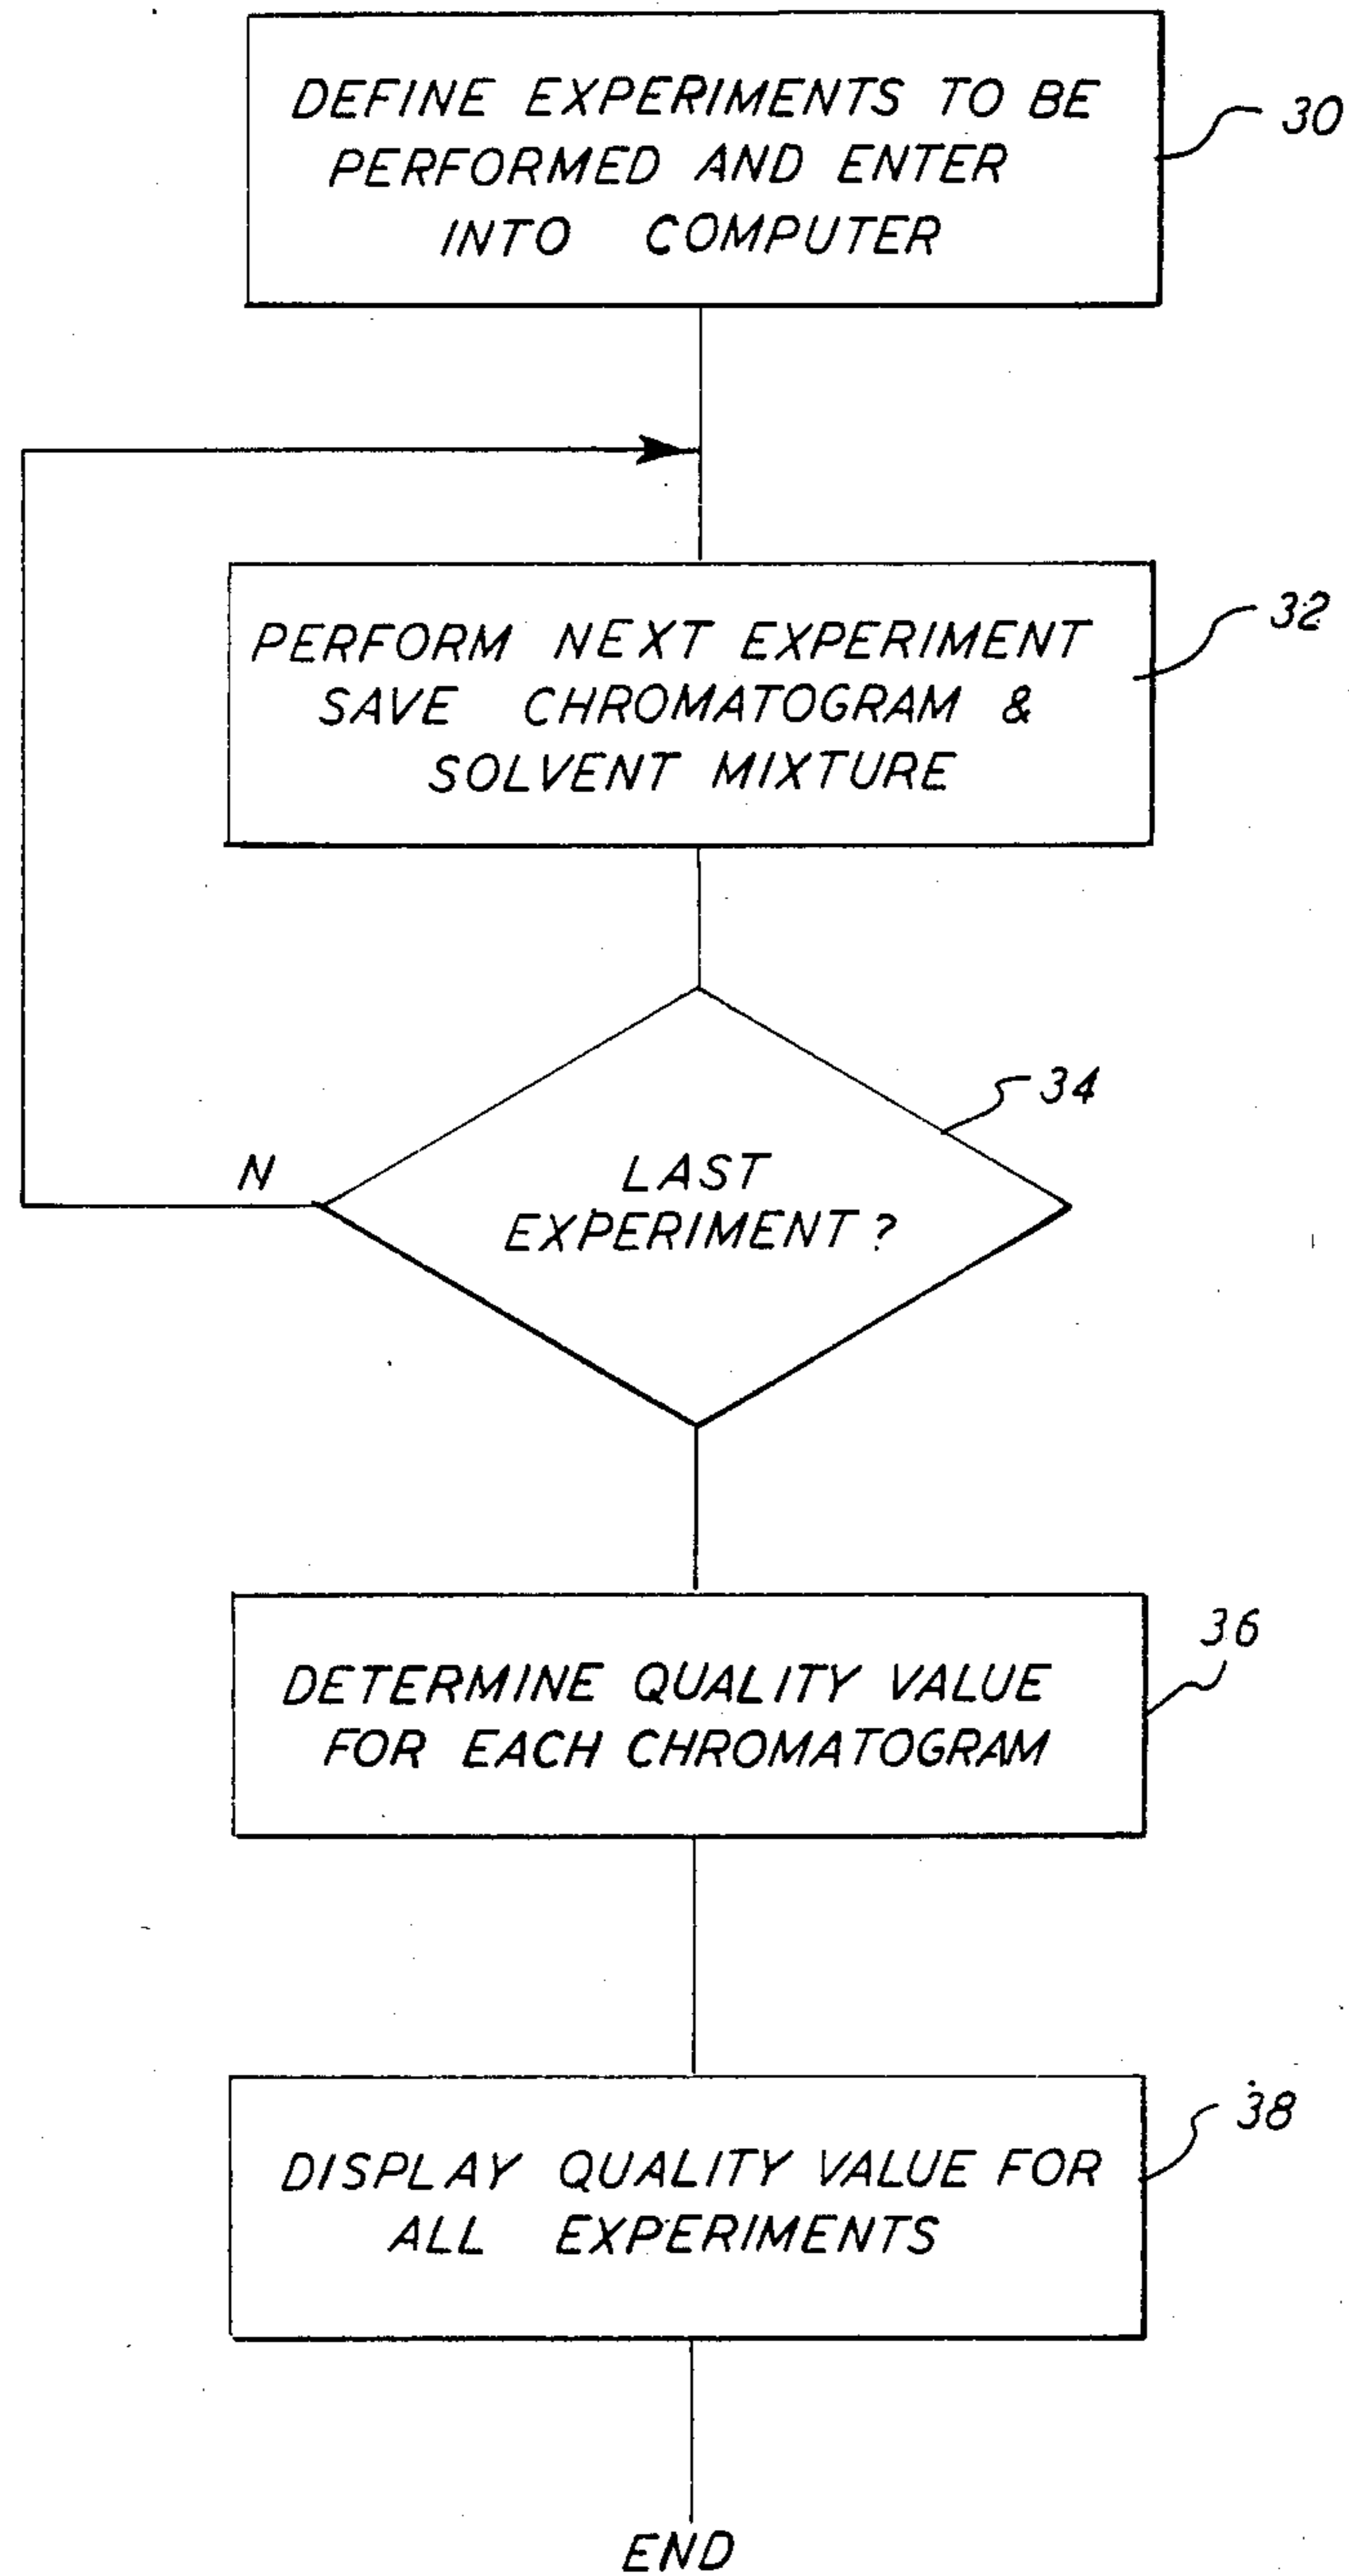 DEFINE EXPERIMENTS TO BE
PERFORMED AND ENTER
INTO COMPUTER
30
PERFORM NEXT EXPERIMENT
SAVE CHROMATOGRAM &
SOLVENT MIXTURE
32
34
N
LAST
EXPERIMENT?
36
DETERMINE QUALITY VALUE
FOR EACH CHROMATOGRAM
38
DISPLAY QUALITY VALUE FOR
ALL EXPERIMENTS
END